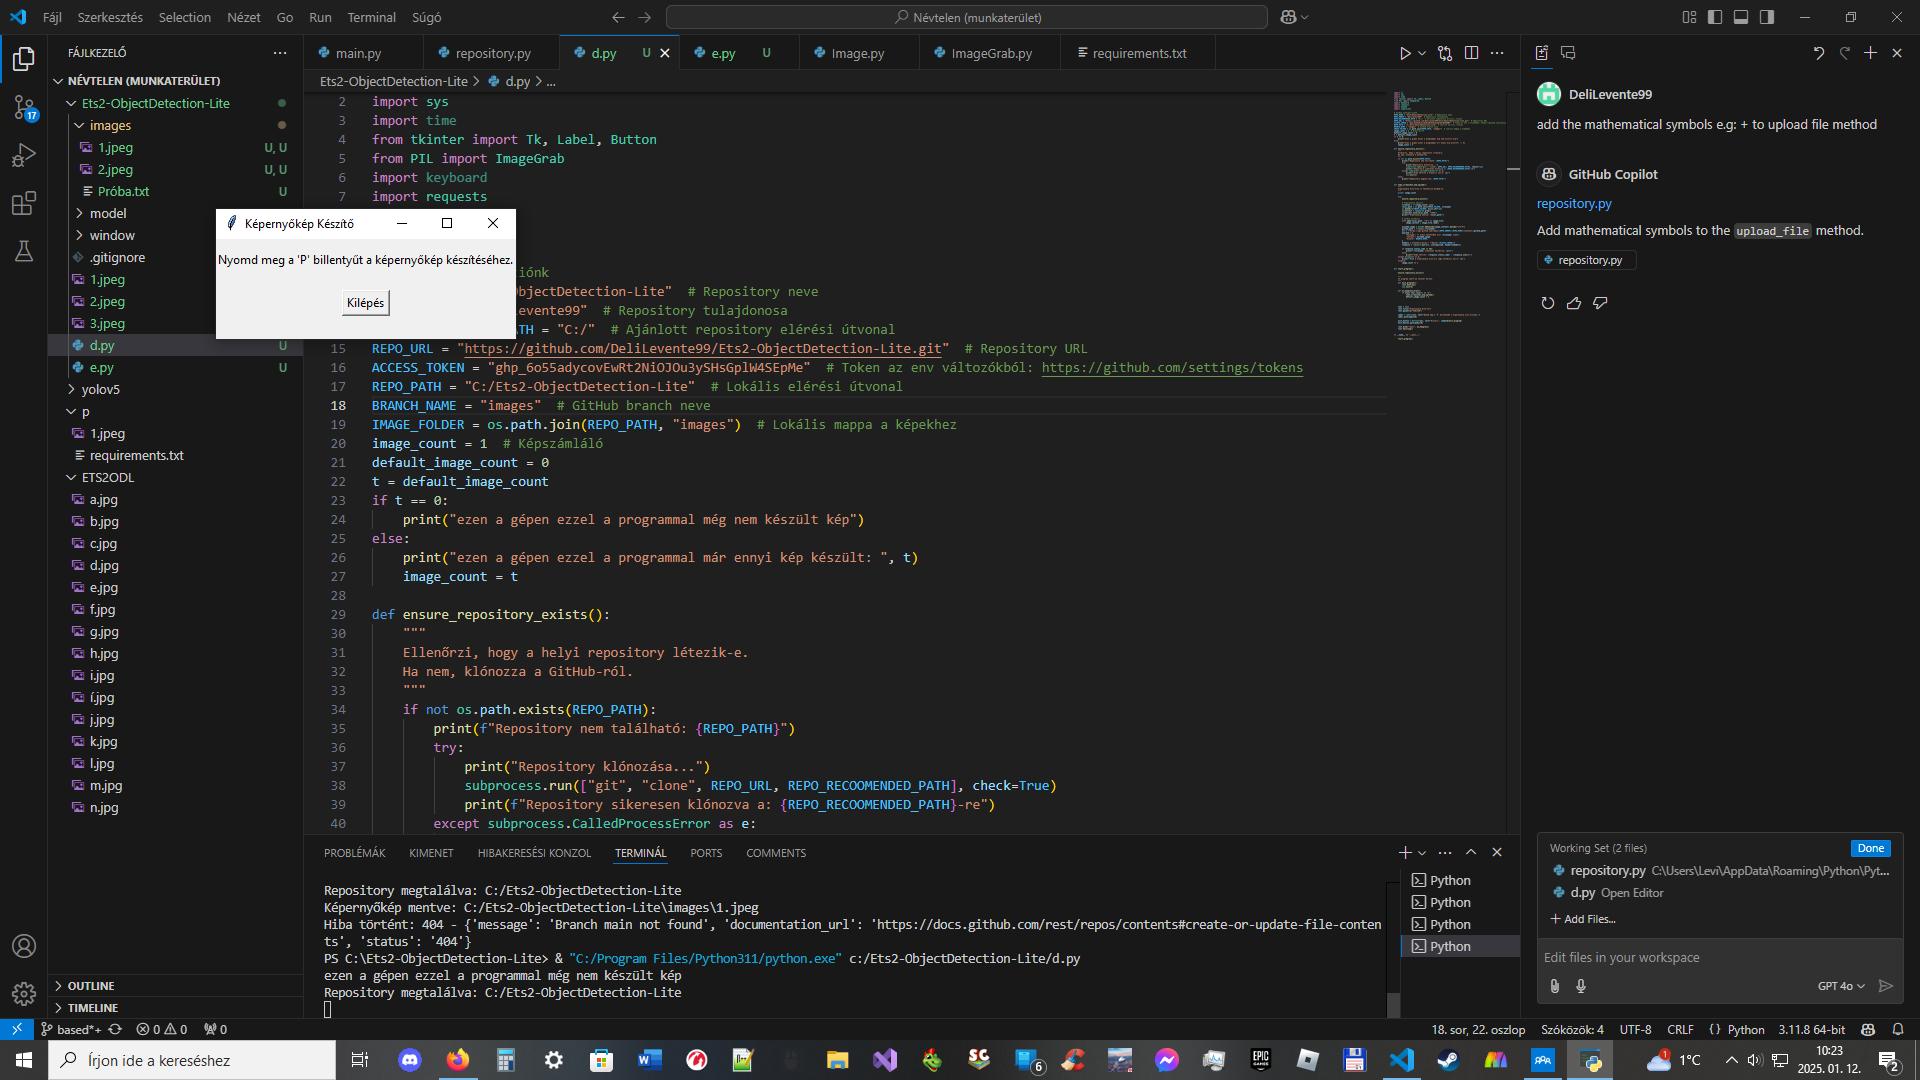 Fájl Szerkesztés Selection Nézet Go Run Terminal Súgó
Névtelen (munkaterület)
FÁJLKEZELŐ
NÉVTELEN (MUNKATERÜLET)
Ets2-ObjectDetection-Lite
images
1.jpeg U, U
2.jpeg U, U
Próba.txt U
model
window
.gitignore
1.jpeg
2.jpeg
3.jpeg
d.py U
e.py U
yolov5
p
1.jpeg
requirements.txt
ETS2ODL
a.jpg
b.jpg
c.jpg
d.jpg
e.jpg
f.jpg
g.jpg
h.jpg
i.jpg
í.jpg
j.jpg
k.jpg
l.jpg
m.jpg
n.jpg
OUTLINE
TIMELINE
17
main.py
repository.py
d.py U
e.py U
Image.py
ImageGrab.py
requirements.txt
Ets2-ObjectDetection-Lite > d.py > ...
2 import sys
3 import time
4 from tkinter import Tk, Label, Button
5 from PIL import ImageGrab
6 import keyboard
7 import requests
Képernyőkép Készítő
Nyomd meg a 'P' billentyűt a képernyőkép készítéséhez.
Kilépés
iónk
bjectDetection-Lite" # Repository neve
evente99" # Repository tulajdonosa
ATH = "C:/" # Ajánlott repository elérési útvonal
15 REPO_URL = "https://github.com/DeliLevente99/Ets2-ObjectDetection-Lite.git" # Repository URL
16 ACCESS_TOKEN = "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" # Token az env változókból: https://github.com/settings/tokens
17 REPO_PATH = "C:/Ets2-ObjectDetection-Lite" # Lokális elérési útvonal
18 BRANCH_NAME = "images" # GitHub branch neve
19 IMAGE_FOLDER = os.path.join(REPO_PATH, "images") # Lokális mappa a képekhez
20 image_count = 1 # Képszámláló
21 default_image_count = 0
22 t = default_image_count
23 if t == 0:
24 print("ezen a gépen ezzel a programmal még nem készült kép")
25 else:
26 print("ezen a gépen ezzel a programmal már ennyi kép készült: ", t)
27 image_count = t
28
29 def ensure_repository_exists():
30 """
31 Ellenőrzi, hogy a helyi repository létezik-e.
32 Ha nem, klónozza a GitHub-ról.
33 """
34 if not os.path.exists(REPO_PATH):
35 print(f"Repository nem található: {REPO_PATH}")
36 try:
37 print("Repository klónozása...")
38 subprocess.run(["git", "clone", REPO_URL, REPO_RECOOMENDED_PATH], check=True)
39 print(f"Repository sikeresen klónozva a: {REPO_RECOOMENDED_PATH}-re")
40 except subprocess.CalledProcessError as e:
PROBLÉMÁK KIMENET HIBAKERESÉSI KONZOL TERMINÁL PORTS COMMENTS
Repository megtalálva: C:/Ets2-ObjectDetection-Lite
Képernyőkép mentve: C:/Ets2-ObjectDetection-Lite\images\1.jpeg
Hiba történt: 404 - {'message': 'Branch main not found', 'documentation_url': 'https://docs.github.com/rest/repos/contents#create-or-update-file-conten
ts', 'status': '404'}
PS C:\Ets2-ObjectDetection-Lite> & "C:/Program Files/Python311/python.exe" c:/Ets2-ObjectDetection-Lite/d.py
ezen a gépen ezzel a programmal még nem készült kép
Repository megtalálva: C:/Ets2-ObjectDetection-Lite
Python
Python
Python
Python
DeliLevente99
add the mathematical symbols e.g: + to upload file method
GitHub Copilot
repository.py
Add mathematical symbols to the upload_file method.
repository.py
Working Set (2 files)
Done
repository.py C:\Users\Levi\AppData\Roaming\Python\Pyt...
d.py Open Editor
Add Files...
Edit files in your workspace
GPT 4o
based*+ 0 0 0
18. sor, 22. oszlop Szóközök: 4 UTF-8 CRLF Python 3.11.8 64-bit
Írjon ide a kereséshez
SC
6
EPIC GAMES
1
1°C
10:23
2025. 01. 12.
2